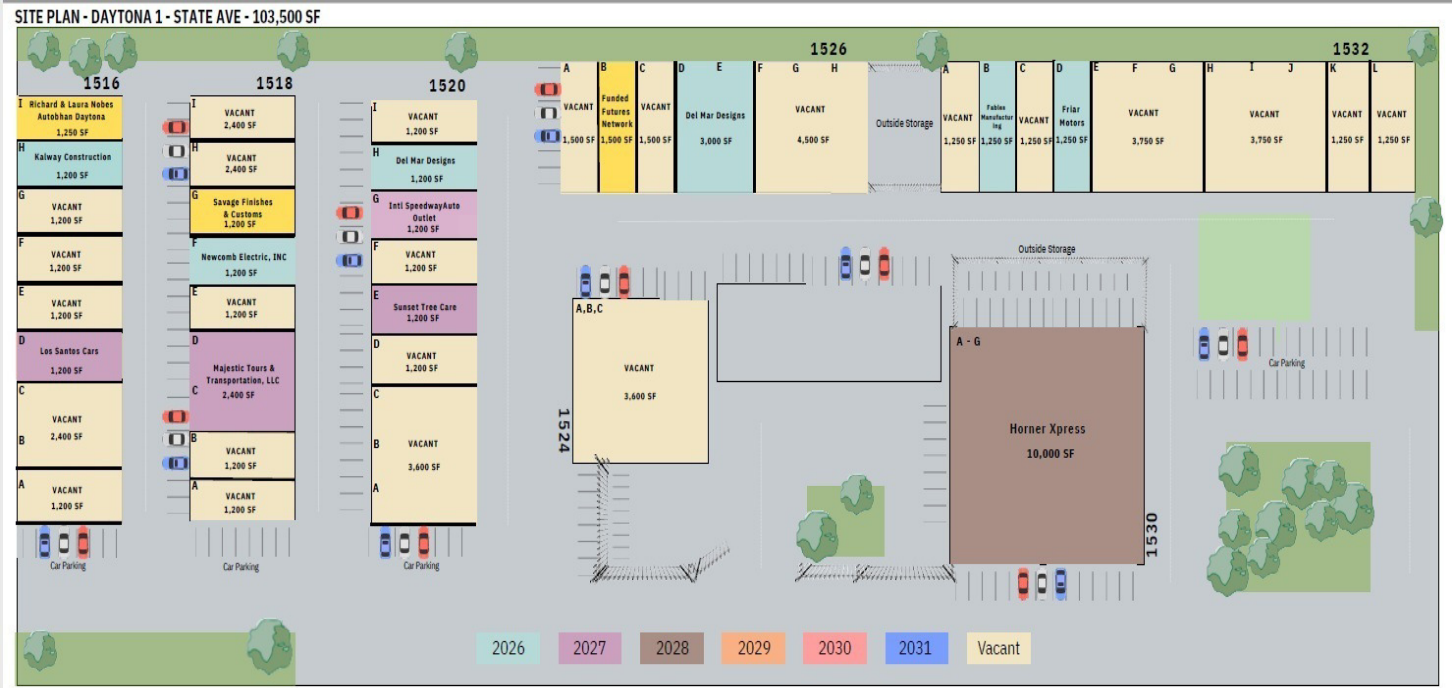 SITE PLAN - DAYTONA 1 - STATE AVE - 103,500 SF
1516
I
Richard & Laura Nobes
Autobhan Daytona
1,250 SF
H
Kalway Construction
1,200 SF
G
VACANT
1,200 SF
F
VACANT
1,200 SF
E
VACANT
1,200 SF
D
Los Santos Cars
1,200 SF
C
VACANT
2,400 SF
B
A
VACANT
1,200 SF
Car Parking
1518
I
VACANT
2,400 SF
H
VACANT
2,400 SF
G
Savage Finishes
& Customs
1,200 SF
F
Newcomb Electric, INC
1,200 SF
E
VACANT
1,200 SF
D
Majestic Tours &
Transportation, LLC
C
2,400 SF
B
VACANT
1,200 SF
A
VACANT
1,200 SF
Car Parking
1520
I
VACANT
1,200 SF
H
Del Mar Designs
1,200 SF
G
Intl SpeedwayAuto
Outlet
1,200 SF
F
VACANT
1,200 SF
E
Sunset Tree Care
1,200 SF
D
VACANT
1,200 SF
C
B
VACANT
3,600 SF
A
Car Parking
1526
A
VACANT
1,500 SF
B
Funded
Futures
Network
1,500 SF
C
VACANT
1,500 SF
D E
Del Mar Designs
3,000 SF
F G H
VACANT
4,500 SF
Outside Storage
1532
A
VACANT
1,250 SF
B
Fables
Manufactur
ing
1,250 SF
C
VACANT
1,250 SF
D
Friar
Motors
1,250 SF
E F G
VACANT
3,750 SF
H I J
VACANT
3,750 SF
K
VACANT
1,250 SF
L
VACANT
1,250 SF
A,B,C
VACANT
3,600 SF
1524
Outside Storage
A - G
Horner Xpress
10,000 SF
1530
Car Parking
2026
2027
2028
2029
2030
2031
Vacant